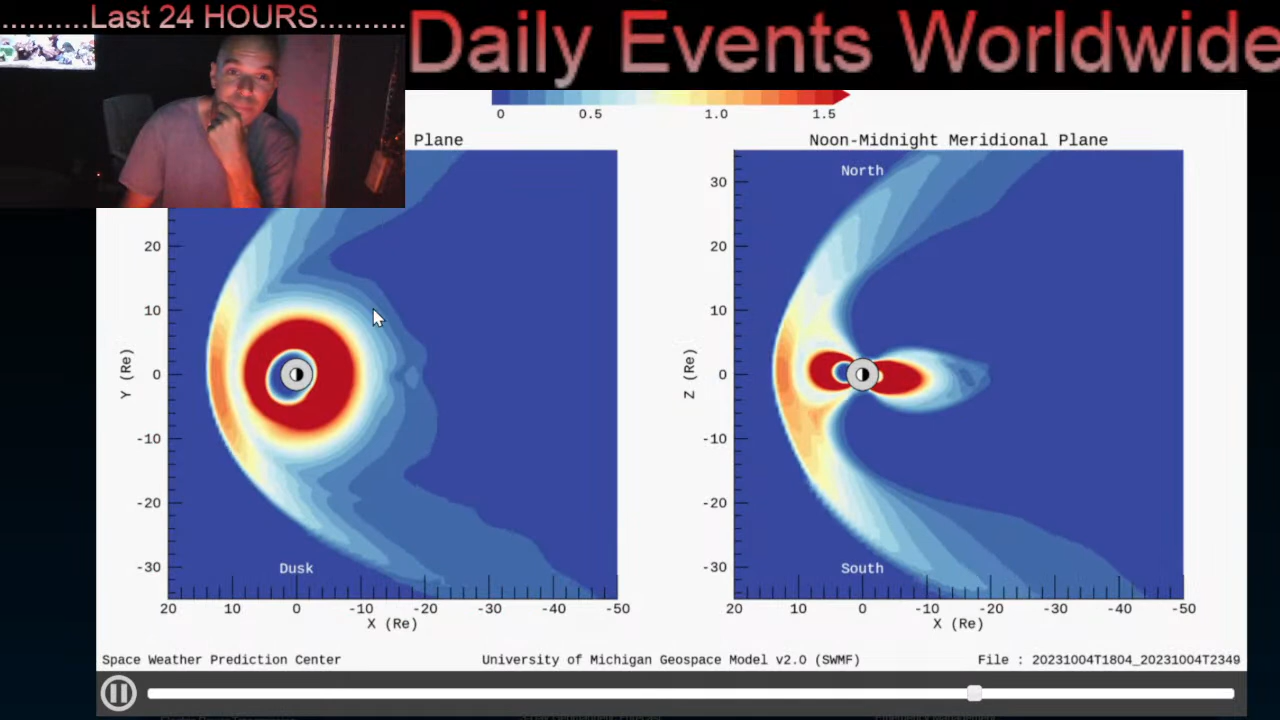 ..........Last 24 HOURS..........
Daily Events Worldwide
0 0.5 1.0 1.5
Plane
Noon-Midnight Meridional Plane
North
30
20
10
0
-10
-20
-30
Z (Re)
South
20 10 0 -10 -20 -30 -40 -50
X (Re)
20
10
0
-10
-20
-30
Y (Re)
Dusk
20 10 0 -10 -20 -30 -40 -50
X (Re)
Space Weather Prediction Center
University of Michigan Geospace Model v2.0 (SWMF)
File : 20231004T1804_20231004T2349